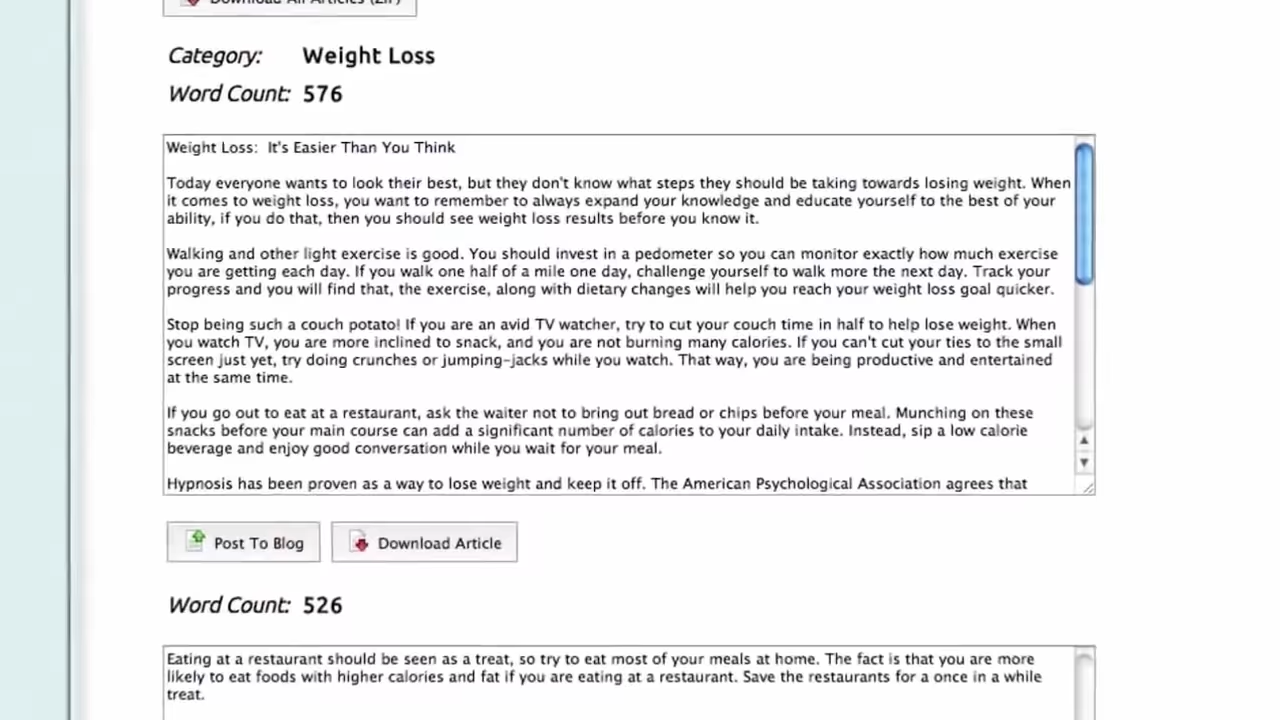 Download All Articles (ZIP)
Category: Weight Loss
Word Count: 576
Weight Loss:  It's Easier Than You Think
Today everyone wants to look their best, but they don't know what steps they should be taking towards losing weight. When
it comes to weight loss, you want to remember to always expand your knowledge and educate yourself to the best of your
ability, if you do that, then you should see weight loss results before you know it.
Walking and other light exercise is good. You should invest in a pedometer so you can monitor exactly how much exercise
you are getting each day. If you walk one half of a mile one day, challenge yourself to walk more the next day. Track your
progress and you will find that, the exercise, along with dietary changes will help you reach your weight loss goal quicker.
Stop being such a couch potato! If you are an avid TV watcher, try to cut your couch time in half to help lose weight. When
you watch TV, you are more inclined to snack, and you are not burning many calories. If you can't cut your ties to the small
screen just yet, try doing crunches or jumping-jacks while you watch. That way, you are being productive and entertained
at the same time.
If you go out to eat at a restaurant, ask the waiter not to bring out bread or chips before your meal. Munching on these
snacks before your main course can add a significant number of calories to your daily intake. Instead, sip a low calorie
beverage and enjoy good conversation while you wait for your meal.
Hypnosis has been proven as a way to lose weight and keep it off. The American Psychological Association agrees that
Post To Blog
Download Article
Word Count: 526
Eating at a restaurant should be seen as a treat, so try to eat most of your meals at home. The fact is that you are more
likely to eat foods with higher calories and fat if you are eating at a restaurant. Save the restaurants for a once in a while
treat.